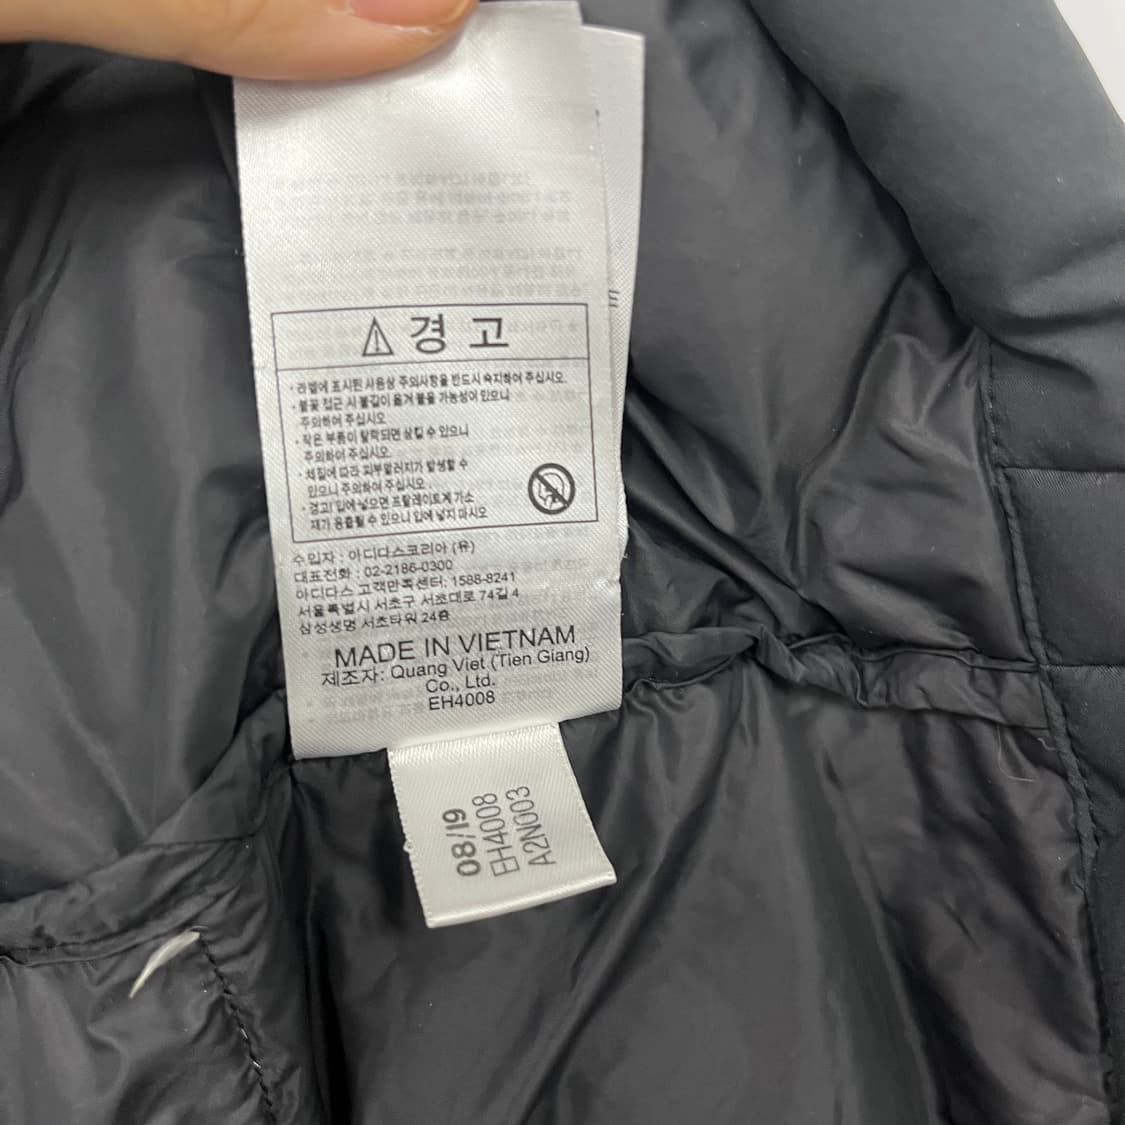 ⚠ 경 고
· 라벨에 표시된 사용상 주의사항을 반드시 숙지하여 주십시오.
· 불꽃 접근 시 불길이 옮겨 붙을 가능성이 있으니
주의하여 주십시오
· 작은 부품이 탈락되면 삼킬 수 있으니
주의하여 주십시오.
· 체질에 따라 피부알러지가 발생할 수
있으니 주의하여 주십시오
· 경고! 입에 넣으면 프탈레이트계 가소
제가 용출될 수 있으니 입에 넣지 마시오
수입자 : 아디다스코리아 (유)
대표전화 : 02-2186-0300
아디다스 고객만족센터: 1588-8241
서울특별시 서초구 서초대로 74길 4
삼성생명 서초타워 24층
MADE IN VIETNAM
제조자: Quang Viet (Tien Giang)
Co., Ltd.
EH4008
08/19
EH4008
A2N003